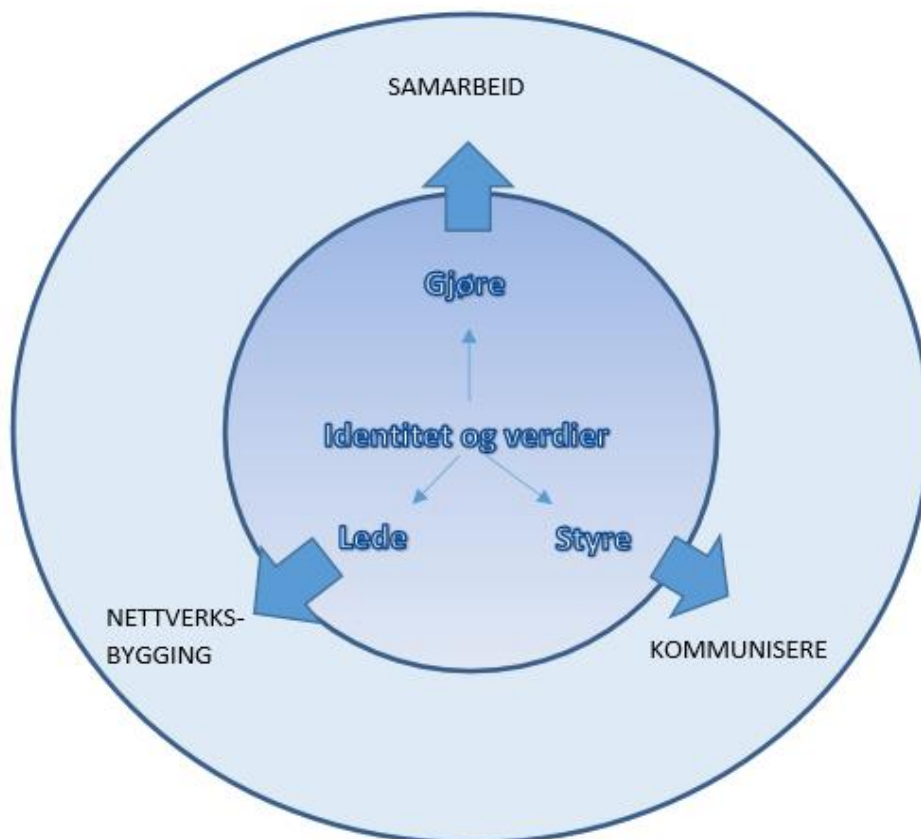 SAMARBEID
Gjøre
Identitet og verdier
Lede
Styre
NETTVERKS-
BYGGING
KOMMUNISERE